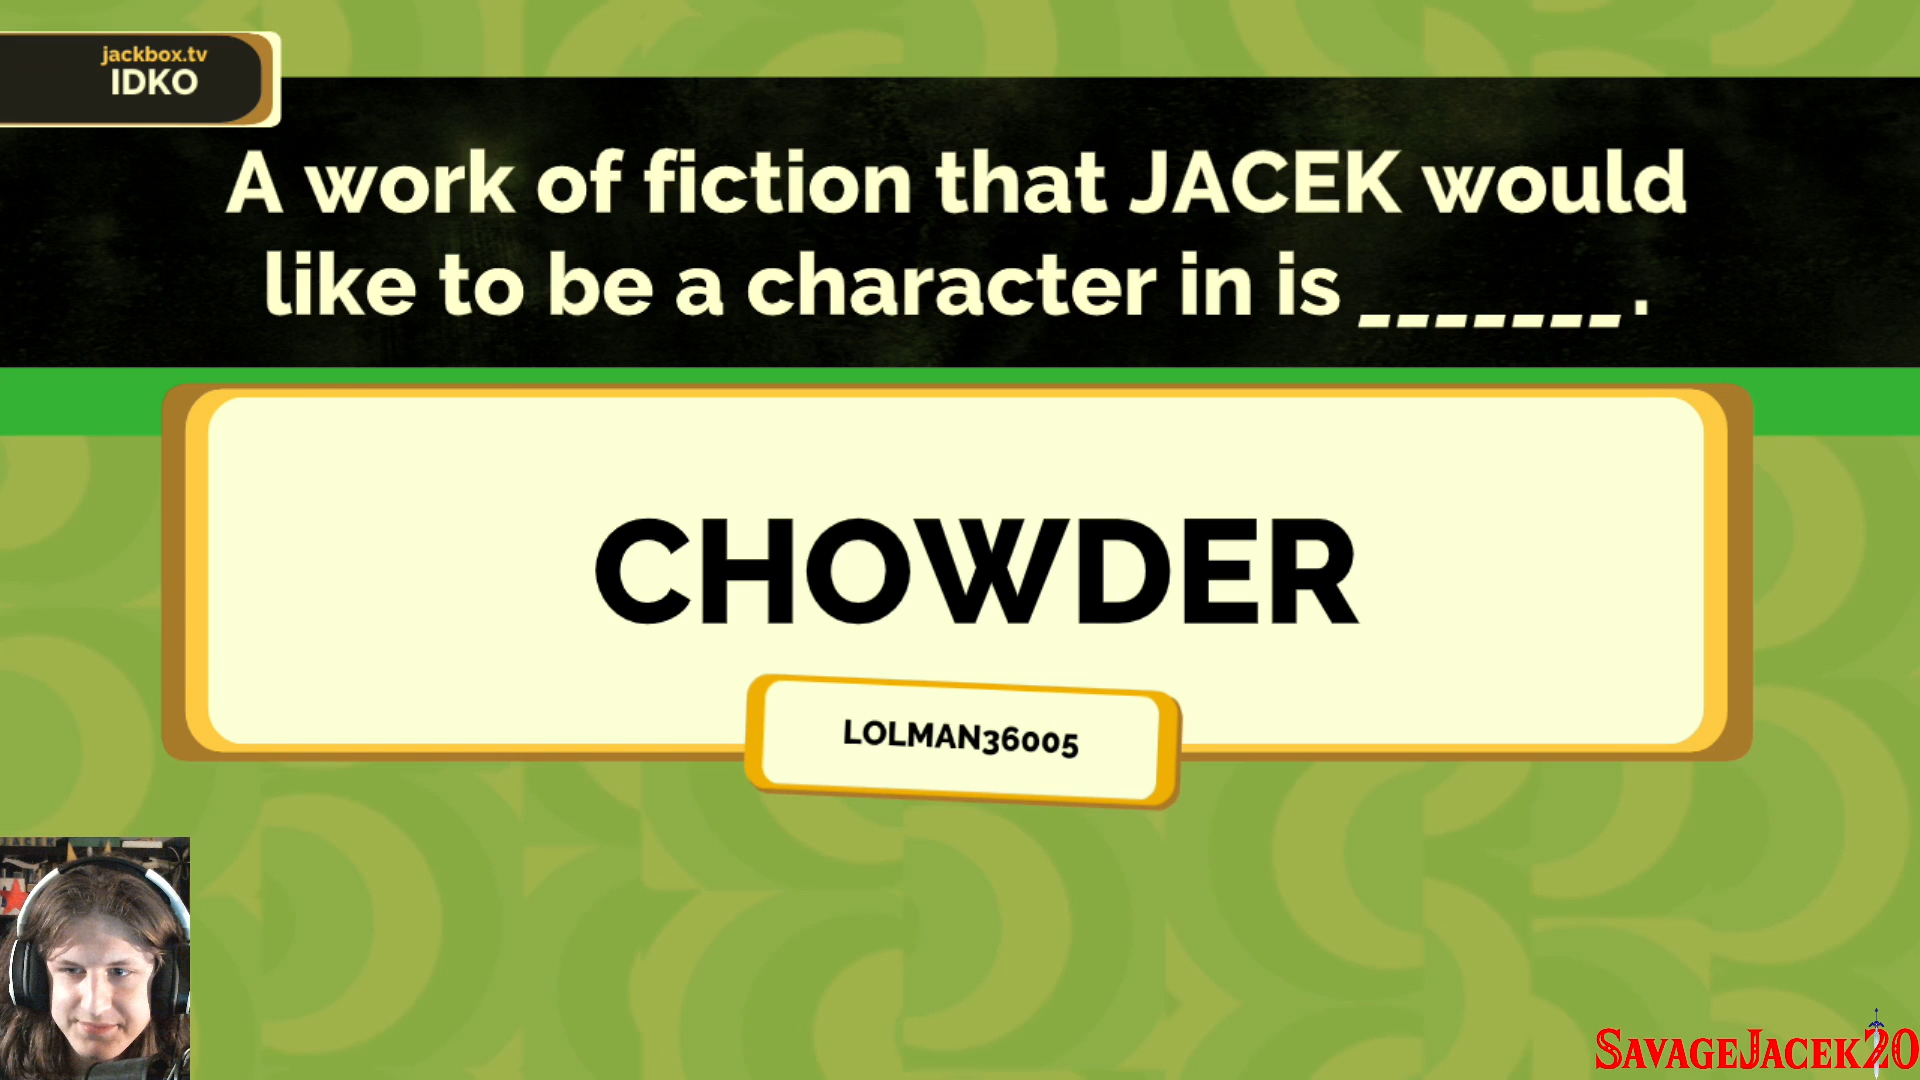 jackbox.tv
IDKO
A work of fiction that JACEK would
like to be a character in is _______.
CHOWDER
LOLMAN36005
SAVAGEJACEK20